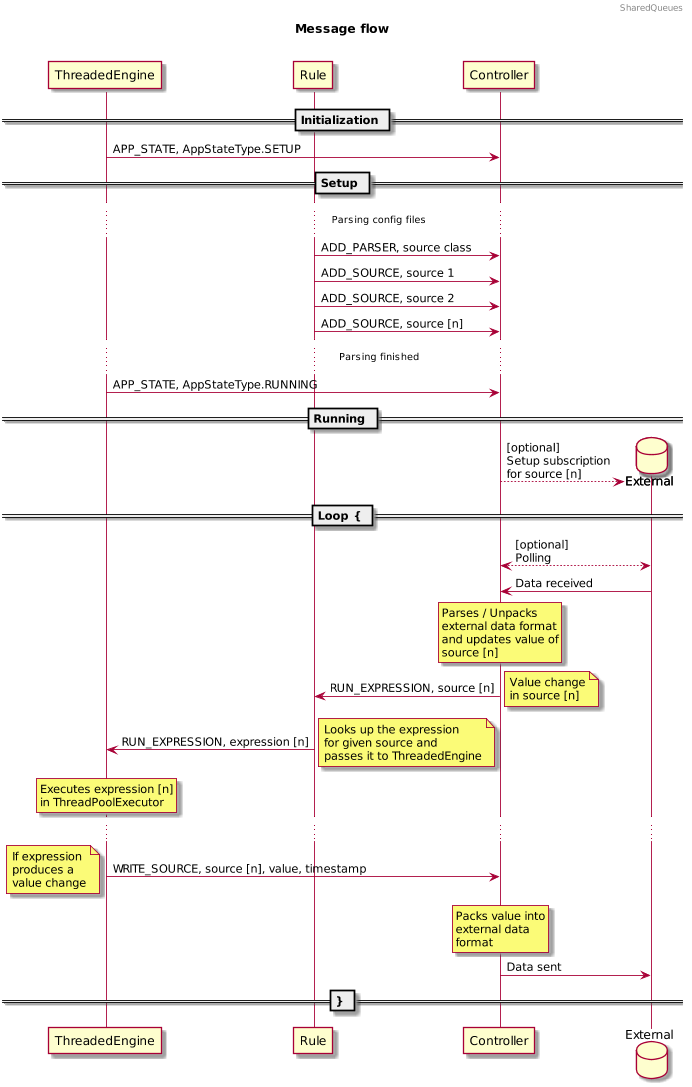 SharedQueues
Message flow
ThreadedEngine
Rule
Controller
Initialization
APP_STATE, AppStateType.SETUP
Setup
Parsing config files
ADD_PARSER, source class
ADD_SOURCE, source 1
ADD_SOURCE, source 2
ADD_SOURCE, source [n]
Parsing finished
APP_STATE, AppStateType.RUNNING
Running
[optional]
Setup subscription
for source [n]
External
Loop {
[optional]
Polling
Data received
Parses / Unpacks
external data format
and updates value of
source [n]
RUN_EXPRESSION, source [n]
Value change
in source [n]
RUN_EXPRESSION, expression [n]
Looks up the expression
for given source and
passes it to ThreadedEngine
Executes expression [n]
in ThreadPoolExecutor
If expression
produces a
value change
WRITE_SOURCE, source [n], value, timestamp
Packs value into
external data
format
Data sent
}
ThreadedEngine
Rule
Controller
External